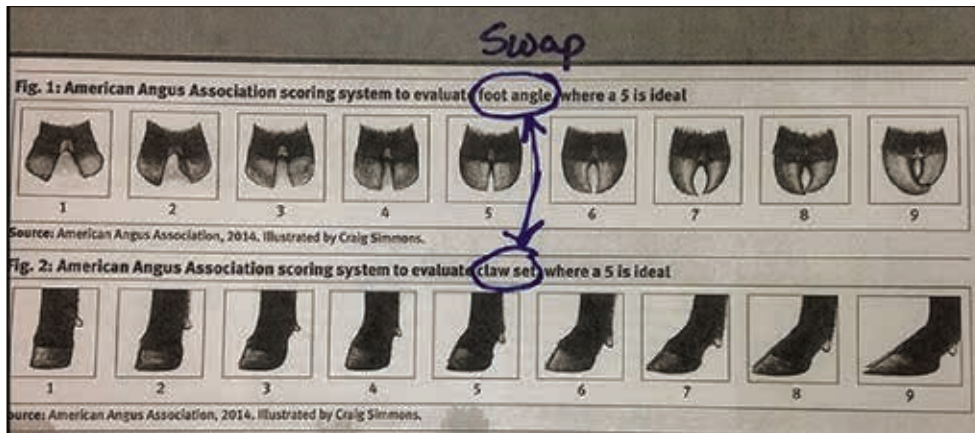 Swap
Fig. 1: American Angus Association scoring system to evaluate foot angle, where a 5 is ideal
1 2 3 4 5 6 7 8 9
Source: American Angus Association, 2014. Illustrated by Craig Simmons.
Fig. 2: American Angus Association scoring system to evaluate claw set, where a 5 is ideal
1 2 3 4 5 6 7 8 9
ource: American Angus Association, 2014. Illustrated by Craig Simmons.